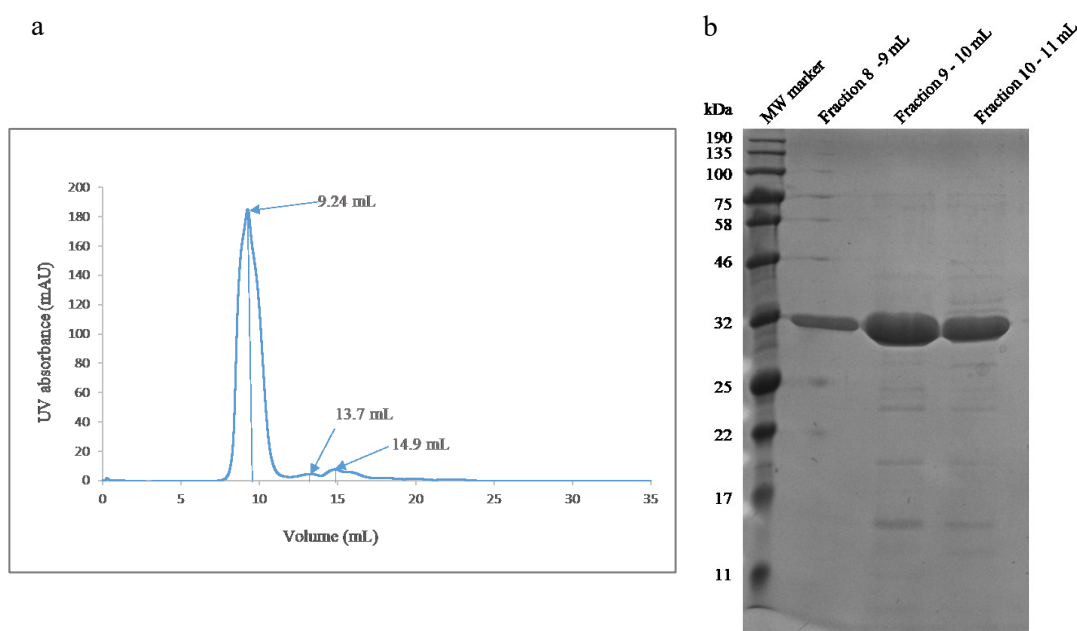 a
UV absorbance (mAU)
200
180
160
140
120
100
80
60
40
20
0
0 5 10 15 20 25 30 35
Volume (mL)
9.24 mL
13.7 mL
14.9 mL
b
kDa
MW marker
Fraction 8 -9 mL
Fraction 9 - 10 mL
Fraction 10 - 11 mL
190
135
100
75
58
46
32
25
22
17
11